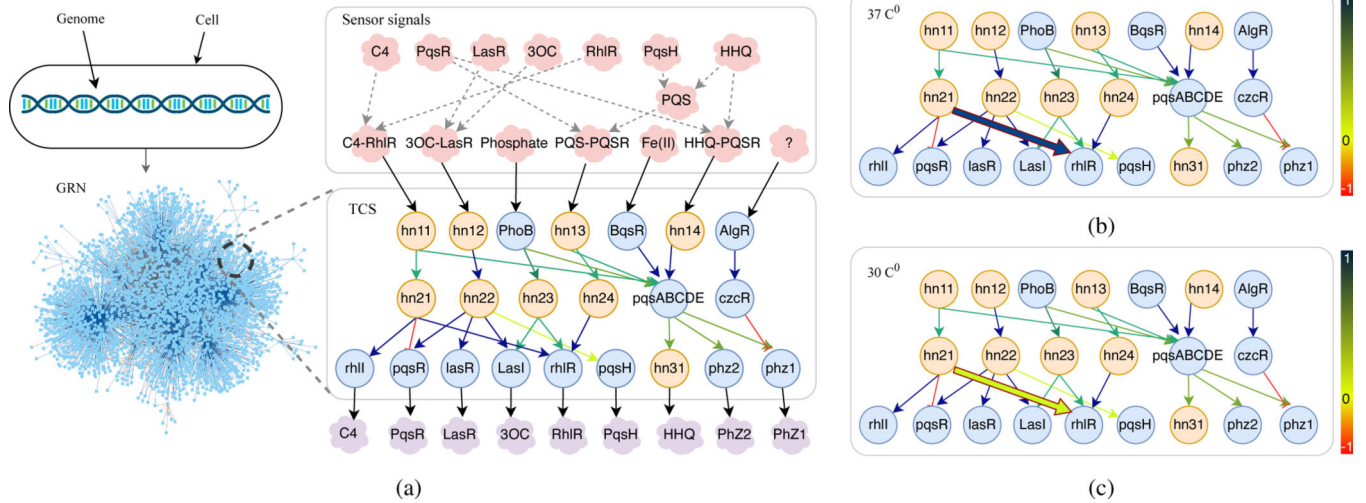 Genome
Cell
GRN
Sensor signals
C4 PqsR LasR 3OC RhlR PqsH HHQ
PQS
C4-RhlR 3OC-LasR Phosphate PQS-PQSR Fe(II) HHQ-PQSR ?
TCS
hn11 hn12 PhoB hn13 BqsR hn14 AlgR
hn21 hn22 hn23 hn24 pqsABCDE czcR
rhlI pqsR lasR LasI rhlR pqsH hn31 phz2 phz1
C4 PqsR LasR 3OC RhlR PqsH HHQ PhZ2 PhZ1
(a)
37 C⁰
1
hn11 hn12 PhoB hn13 BqsR hn14 AlgR
hn21 hn22 hn23 hn24 pqsABCDE czcR
0
rhlI pqsR lasR LasI rhlR pqsH hn31 phz2 phz1
-1
(b)
30 C⁰
1
hn11 hn12 PhoB hn13 BqsR hn14 AlgR
hn21 hn22 hn23 hn24 pqsABCDE czcR
0
rhlI pqsR lasR LasI rhlR pqsH hn31 phz2 phz1
-1
(c)